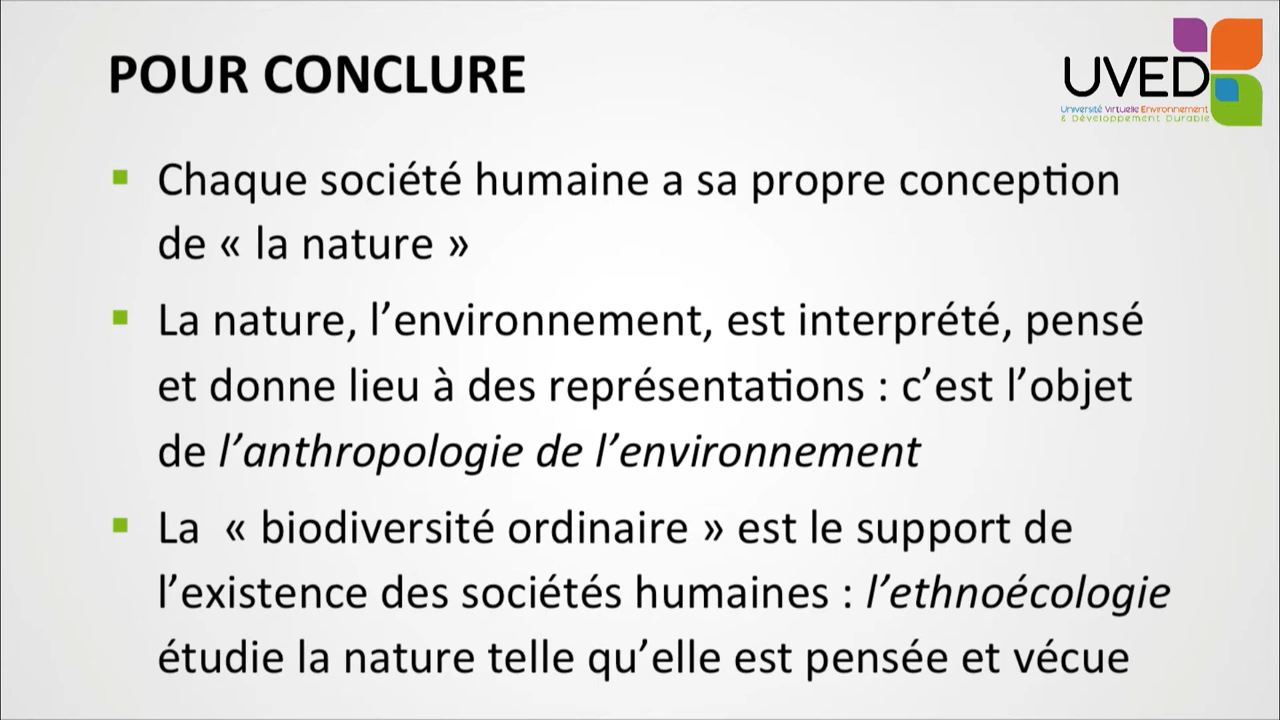 POUR CONCLURE
UVED
Université Virtuelle Environnement
& Développement Durable
▪ Chaque société humaine a sa propre conception
de « la nature »
▪ La nature, l’environnement, est interprété, pensé
et donne lieu à des représentations : c’est l’objet
de l’anthropologie de l’environnement
▪ La « biodiversité ordinaire » est le support de
l’existence des sociétés humaines : l’ethnoécologie
étudie la nature telle qu’elle est pensée et vécue